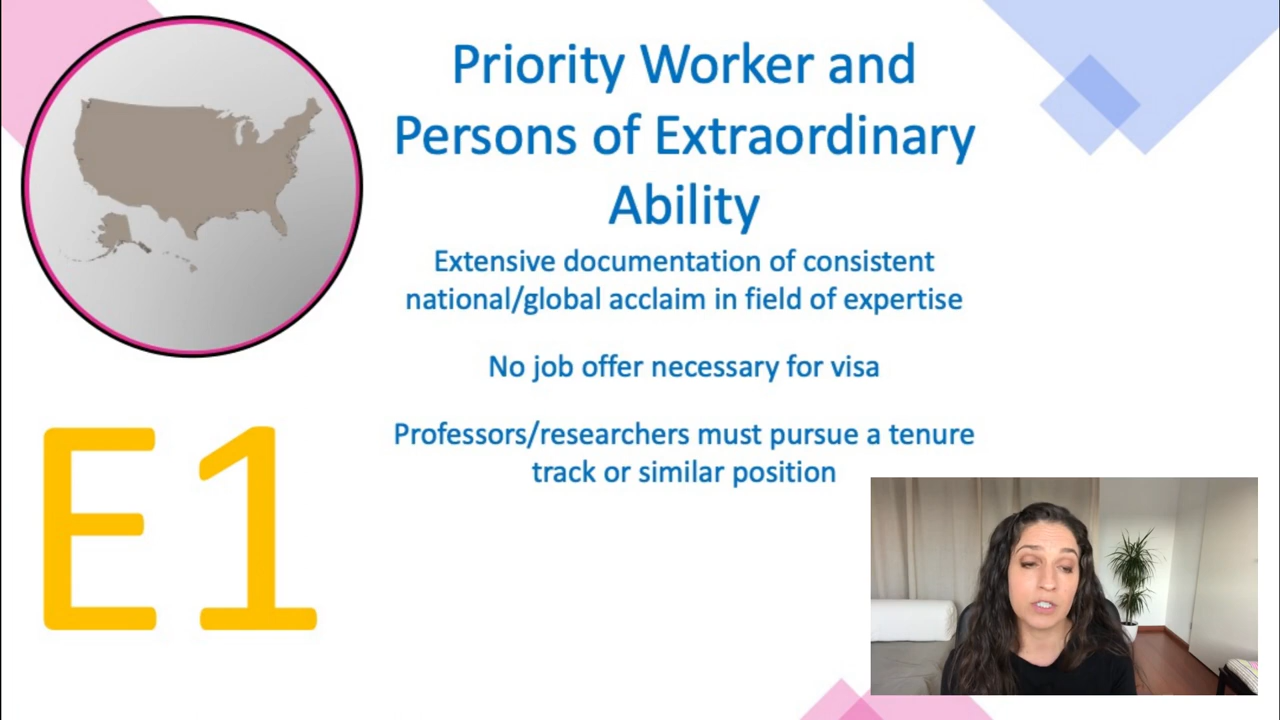 Priority Worker and
Persons of Extraordinary
Ability
Extensive documentation of consistent
national/global acclaim in field of expertise
No job offer necessary for visa
Professors/researchers must pursue a tenure
track or similar position
E1